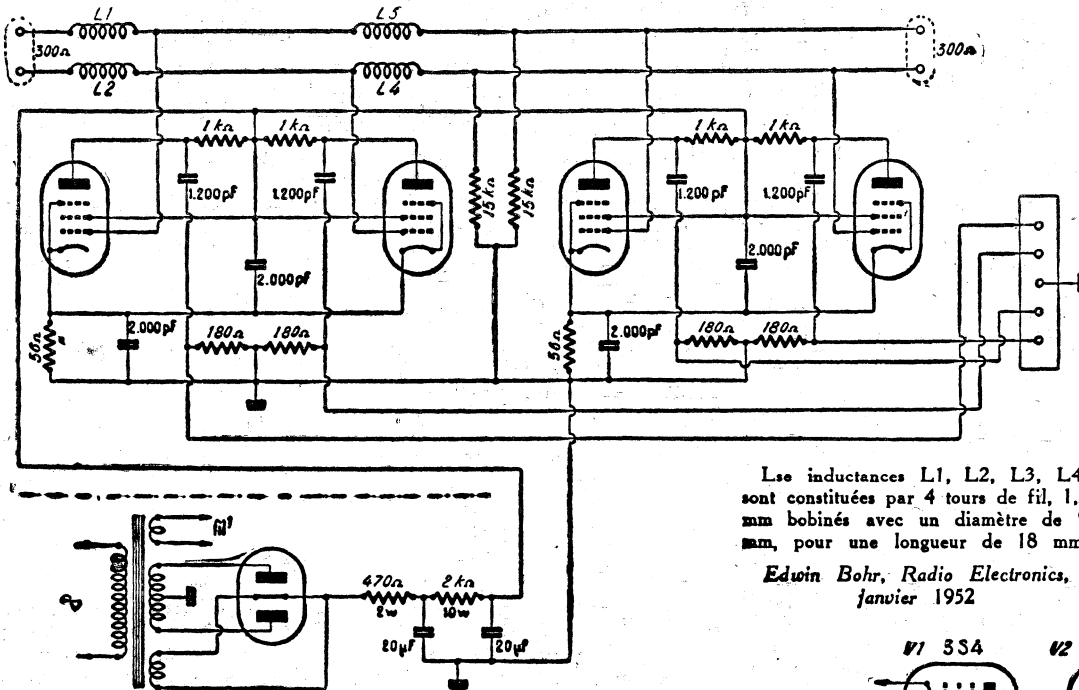 L1
L5
300Ω
300Ω
L2
L4
1kΩ 1kΩ
1kΩ 1kΩ
1.200pF 1.200pF
1.200pF 1.200pF
15kΩ 15kΩ
2.000pF
2.000pF
2.000pF
180Ω 180Ω
2.000pF
180Ω 180Ω
56Ω
56Ω
fil
470Ω 2kΩ
2w 10w
20μF 20μF
Lse inductances L1, L2, L3, L4
sont constituées par 4 tours de fil, 1,
mm bobinés avec un diamètre de
mm, pour une longueur de 18 mm
Edwin Bohr, Radio Electronics,
janvier 1952
V1 3S4 V2